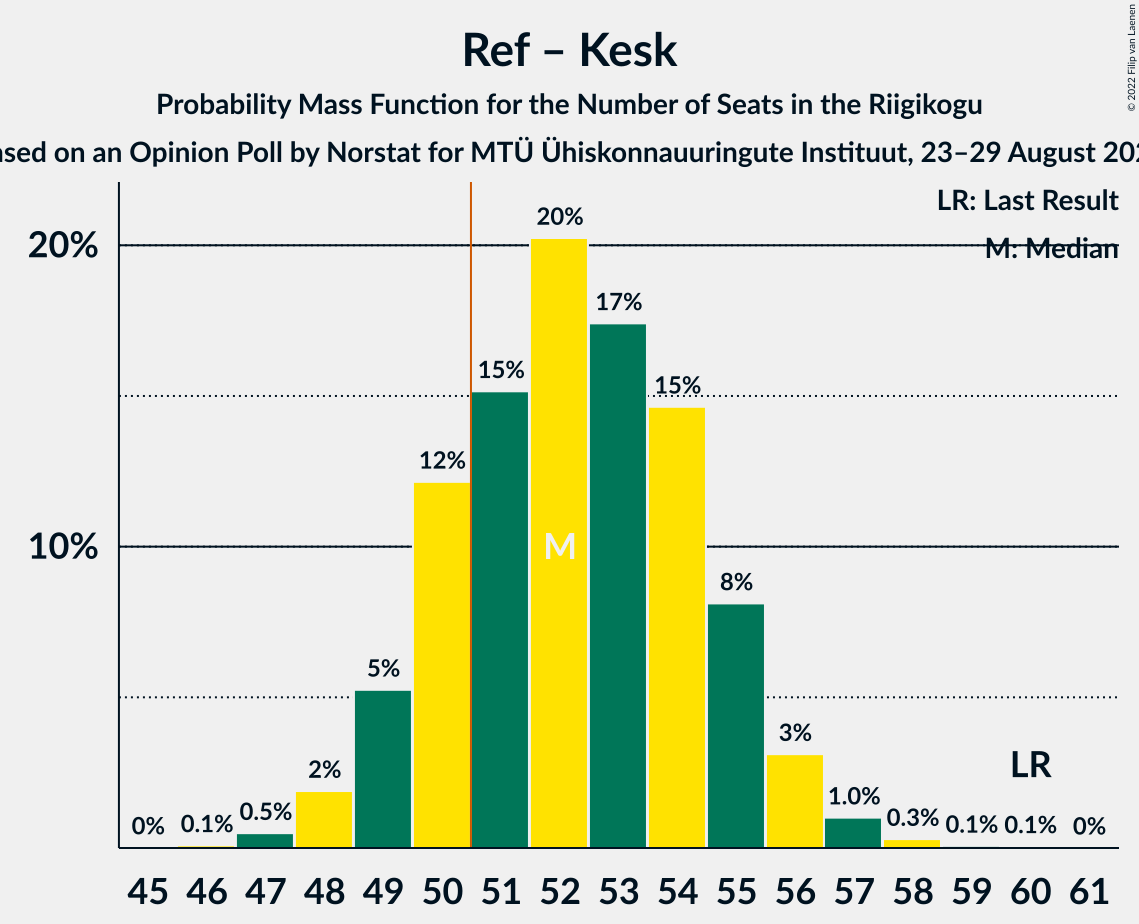 Ref – Kesk
Probability Mass Function for the Number of Seats in the Riigikogu
on an Opinion Poll by Norstat for MTÜ Ühiskonnauuringute Instituut, 23–29 August
© 2022 Filip van Laenen
LR: Last Result
M: Median
20%
10%
0%
0.1%
0.5%
2%
5%
12%
15%
20%
17%
15%
8%
3%
1.0%
0.3%
0.1%
0.1%
0%
M
LR
45 46 47 48 49 50 51 52 53 54 55 56 57 58 59 60 61